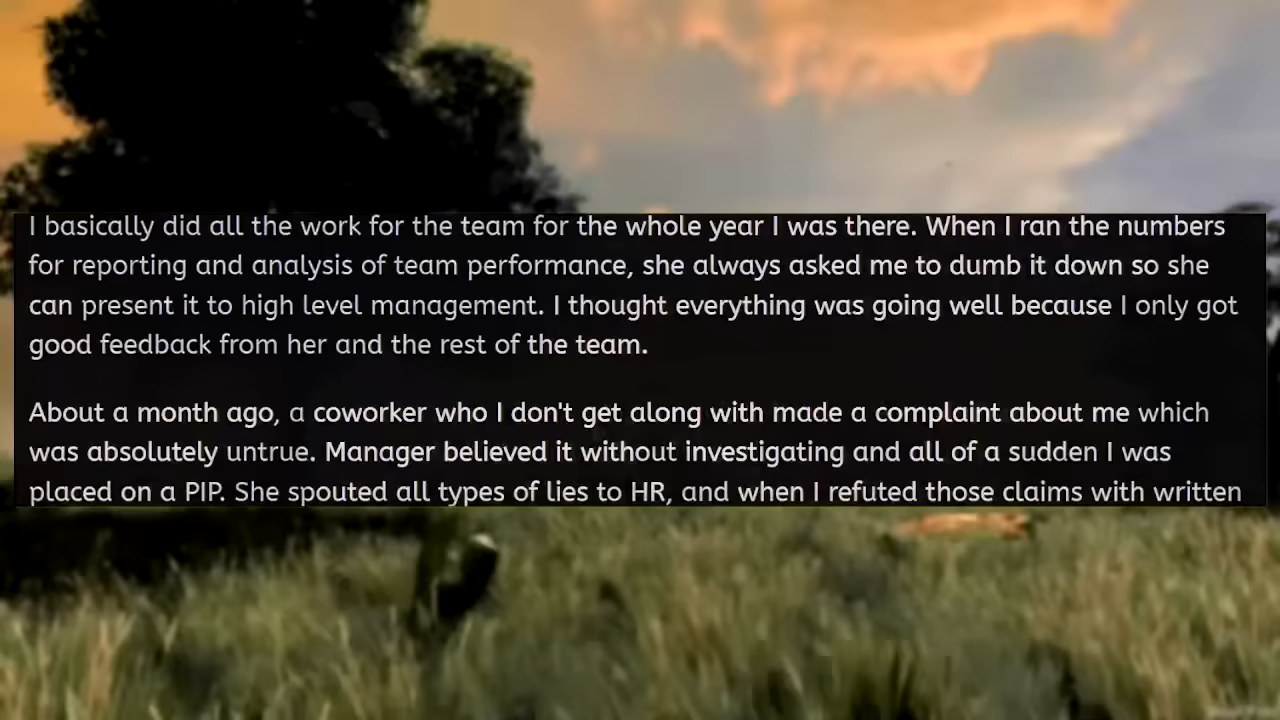 I basically did all the work for the team for the whole year I was there. When I ran the numbers
for reporting and analysis of team performance, she always asked me to dumb it down so she
can present it to high level management. I thought everything was going well because I only got
good feedback from her and the rest of the team.
About a month ago, a coworker who I don't get along with made a complaint about me which
was absolutely untrue. Manager believed it without investigating and all of a sudden I was
placed on a PIP. She spouted all types of lies to HR, and when I refuted those claims with written